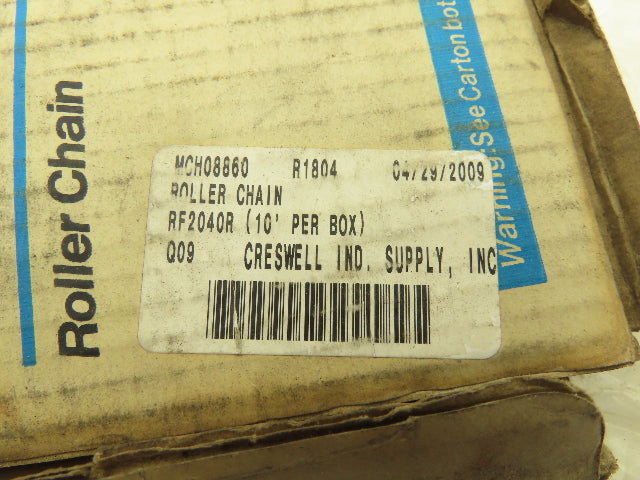 Roller Chain
Warning:See Carton bot
MCH08860 R1804 04/29/2009
ROLLER CHAIN
RF2040R (10' PER BOX)
Q09 CRESWELL IND. SUPPLY, INC